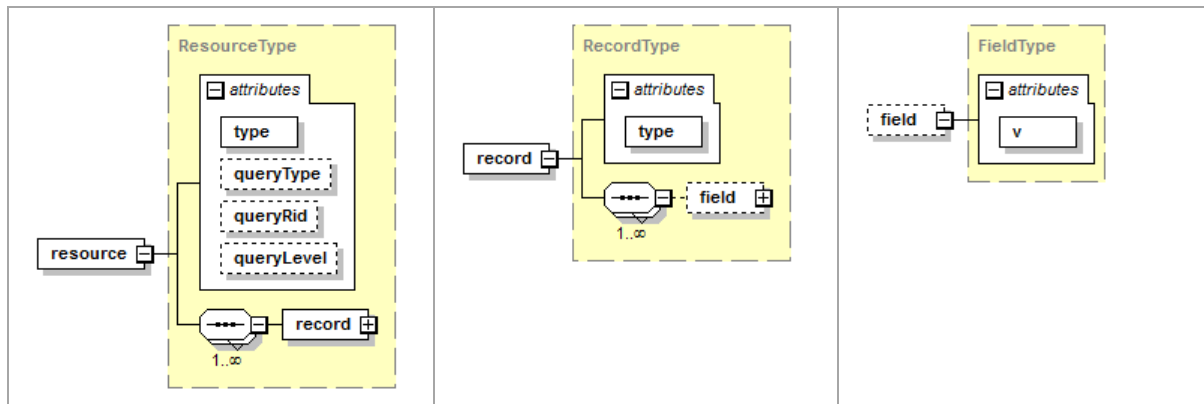 ResourceType
attributes
type
queryType
queryRid
queryLevel
resource
record
1..∞
RecordType
attributes
type
record
field
1..∞
FieldType
attributes
field
v